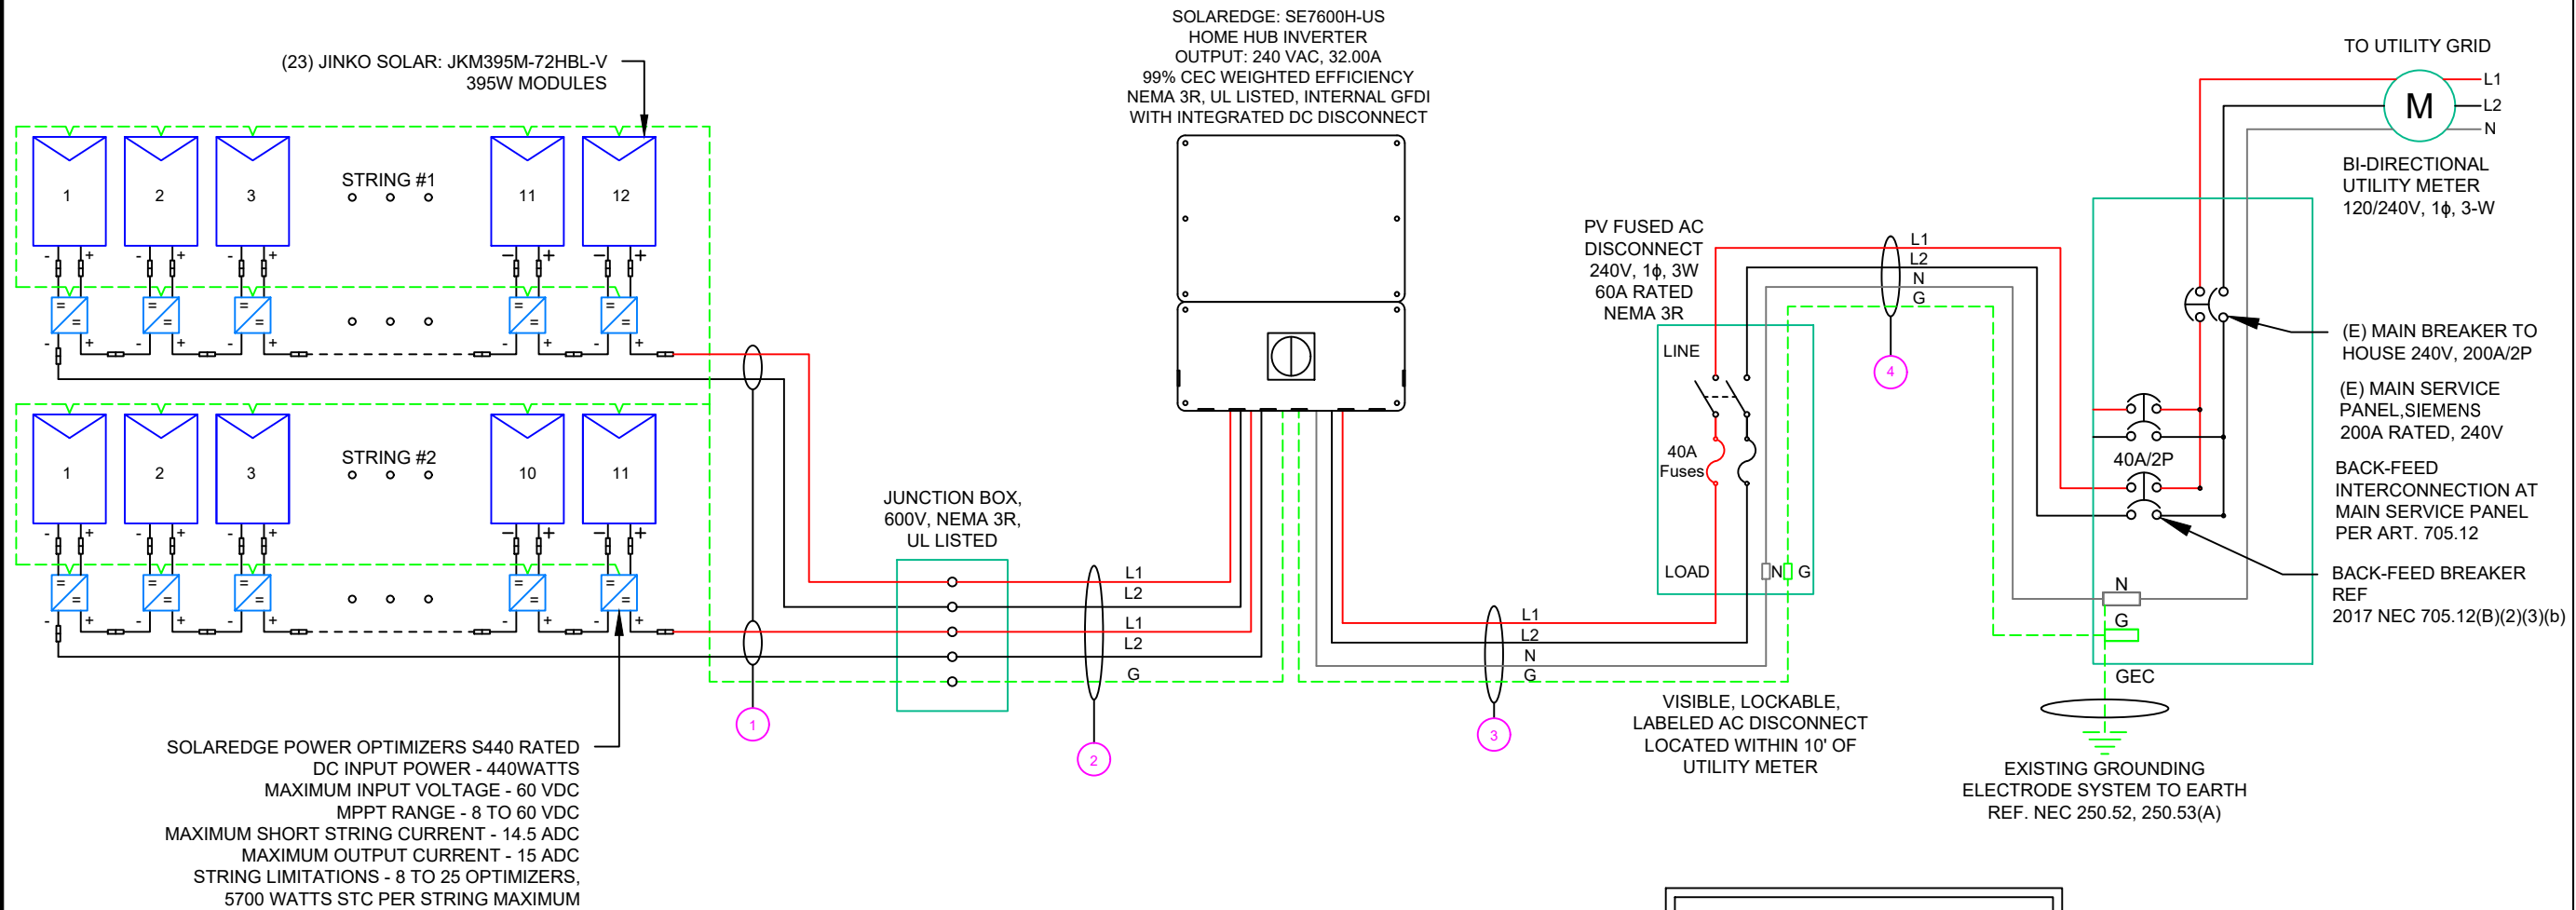 SOLAREDGE: SE7600H-US
HOME HUB INVERTER
OUTPUT: 240 VAC, 32.00A
99% CEC WEIGHTED EFFICIENCY
NEMA 3R, UL LISTED, INTERNAL GFDI
WITH INTEGRATED DC DISCONNECT
(23) JINKO SOLAR: JKM395M-72HBL-V
395W MODULES
1
2
3
STRING #1
11
12
- +
- +
- +
- +
- +
- +
- +
- +
- +
- +
1
2
3
STRING #2
10
11
- +
- +
- +
- +
- +
- +
- +
- +
- +
- +
SOLAREDGE POWER OPTIMIZERS S440 RATED
DC INPUT POWER - 440WATTS
MAXIMUM INPUT VOLTAGE - 60 VDC
MPPT RANGE - 8 TO 60 VDC
MAXIMUM SHORT STRING CURRENT - 14.5 ADC
MAXIMUM OUTPUT CURRENT - 15 ADC
STRING LIMITATIONS - 8 TO 25 OPTIMIZERS,
5700 WATTS STC PER STRING MAXIMUM
1
JUNCTION BOX,
600V, NEMA 3R,
UL LISTED
L1
L2
L1
L2
G
2
L1
L2
N
G
3
PV FUSED AC
DISCONNECT
240V, 1ϕ, 3W
60A RATED
NEMA 3R
LINE
40A
Fuses
LOAD
N
G
VISIBLE, LOCKABLE,
LABELED AC DISCONNECT
LOCATED WITHIN 10' OF
UTILITY METER
L1
L2
N
G
4
TO UTILITY GRID
L1
L2
N
M
BI-DIRECTIONAL
UTILITY METER
120/240V, 1ϕ, 3-W
(E) MAIN BREAKER TO
HOUSE 240V, 200A/2P
(E) MAIN SERVICE
PANEL,SIEMENS
200A RATED, 240V
40A/2P
BACK-FEED
INTERCONNECTION AT
MAIN SERVICE PANEL
PER ART. 705.12
BACK-FEED BREAKER
REF
2017 NEC 705.12(B)(2)(3)(b)
N
G
GEC
EXISTING GROUNDING
ELECTRODE SYSTEM TO EARTH
REF. NEC 250.52, 250.53(A)